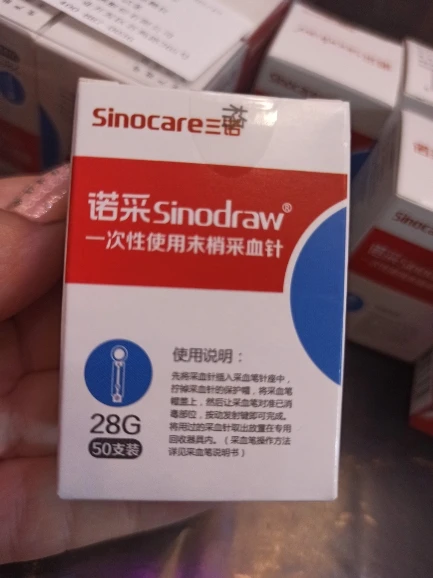 Sinocare三诺
诺采Sinodraw®
一次性使用末梢采血针
使用说明：
先将采血针插入采血笔针座中，
拧掉采血针的保护帽，将采血笔
帽盖上，然后让采血笔对准已消
毒部位，按动发射键即可完成。
将用过的采血针取出放置在专用
回收器具内。（采血笔操作方法
详见采血笔说明书）
28G
50支装
Sinocare